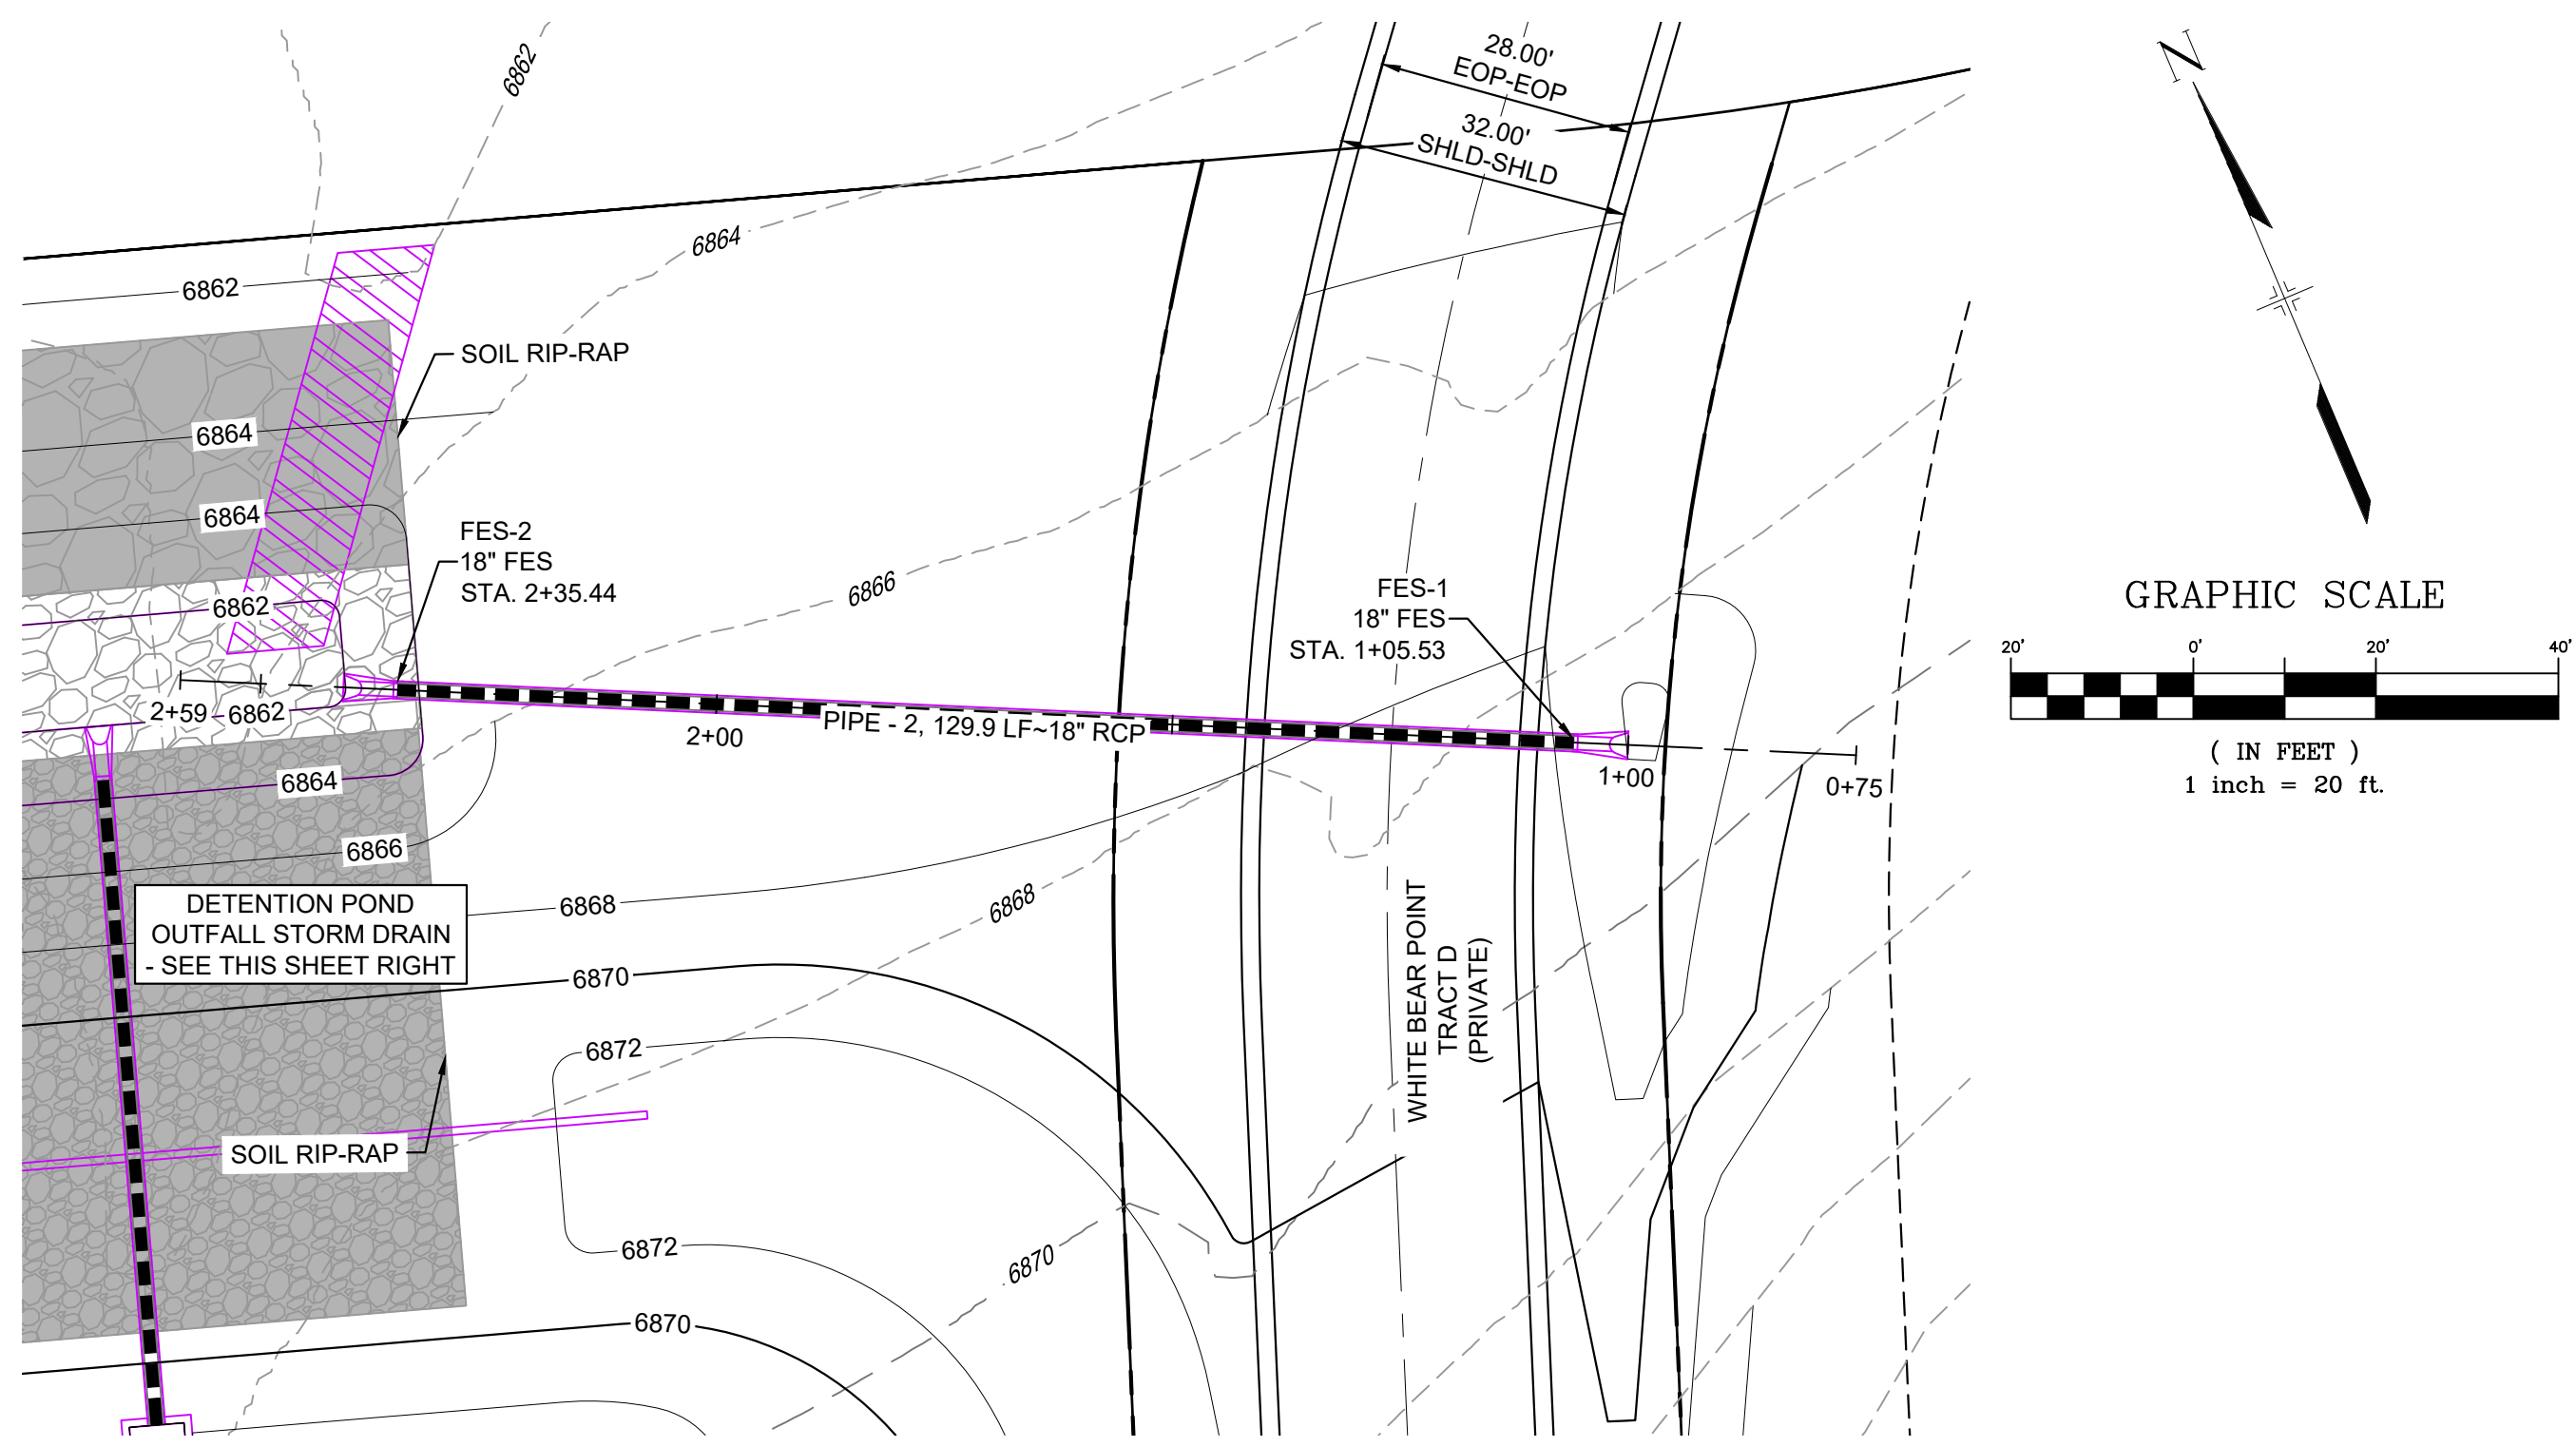 28.00'
EOP-EOP
32.00'
SHLD-SHLD
N
6862
6864
6862
SOIL RIP-RAP
6864
6864
FES-2
18" FES
STA. 2+35.44
6866
FES-1
18" FES
STA. 1+05.53
6862
2+59
6862
2+00
PIPE - 2, 129.9 LF~18" RCP
1+00
0+75
6864
6866
6868
6868
DETENTION POND
OUTFALL STORM DRAIN
- SEE THIS SHEET RIGHT
6870
6872
WHITE BEAR POINT
TRACT D
(PRIVATE)
SOIL RIP-RAP
6872
6870
6870
GRAPHIC SCALE
20'
0'
20'
40'
( IN FEET )
1 inch = 20 ft.